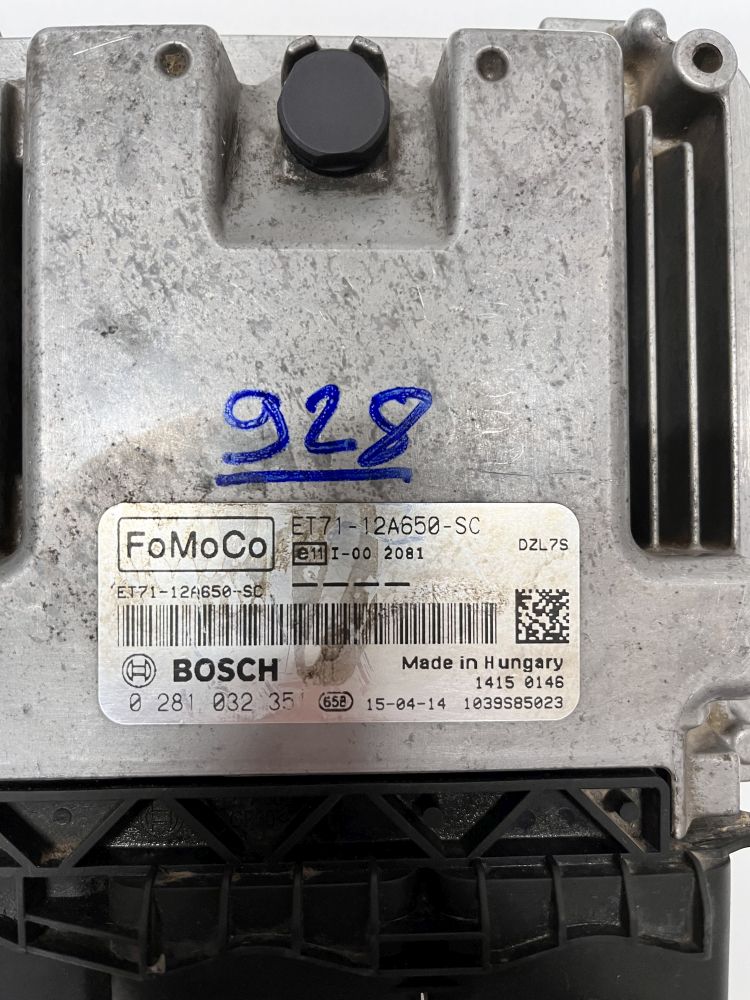 928
ET71-12A650-SC
FoMoCo
e11 I-00 2081
DZL7S
ET71-12A650-SC
BOSCH
Made in Hungary
1415 0146
0 281 032 351 658 15-04-14 1039S85023